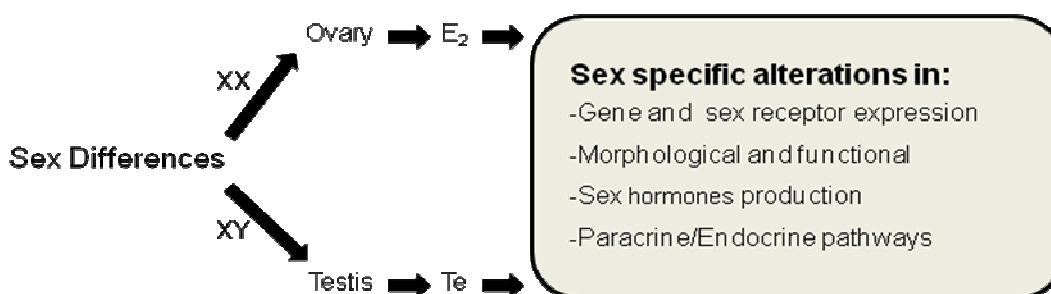 Ovary E₂
XX
Sex Differences
XY
Testis Te
Sex specific alterations in:
-Gene and sex receptor expression
-Morphological and functional
-Sex hormones production
-Paracrine/Endocrine pathways